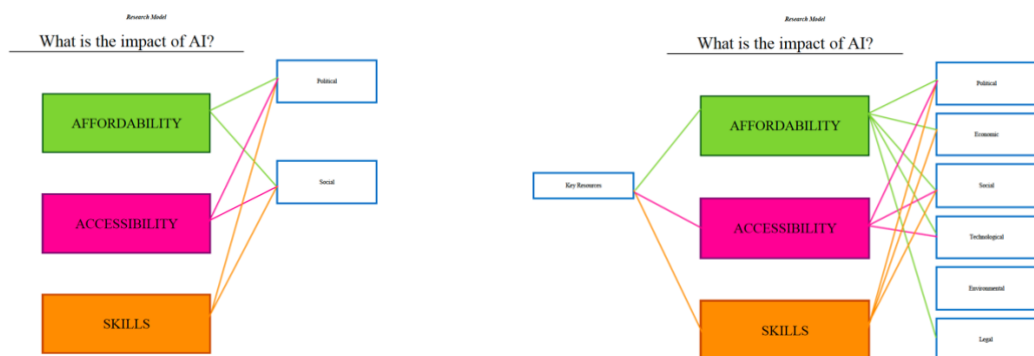 Research Model
What is the impact of AI?
Political
AFFORDABILITY
Social
ACCESSIBILITY
SKILLS
Research Model
What is the impact of AI?
Political
AFFORDABILITY
Economic
Key Resources
Social
ACCESSIBILITY
Technological
Environmental
SKILLS
Legal